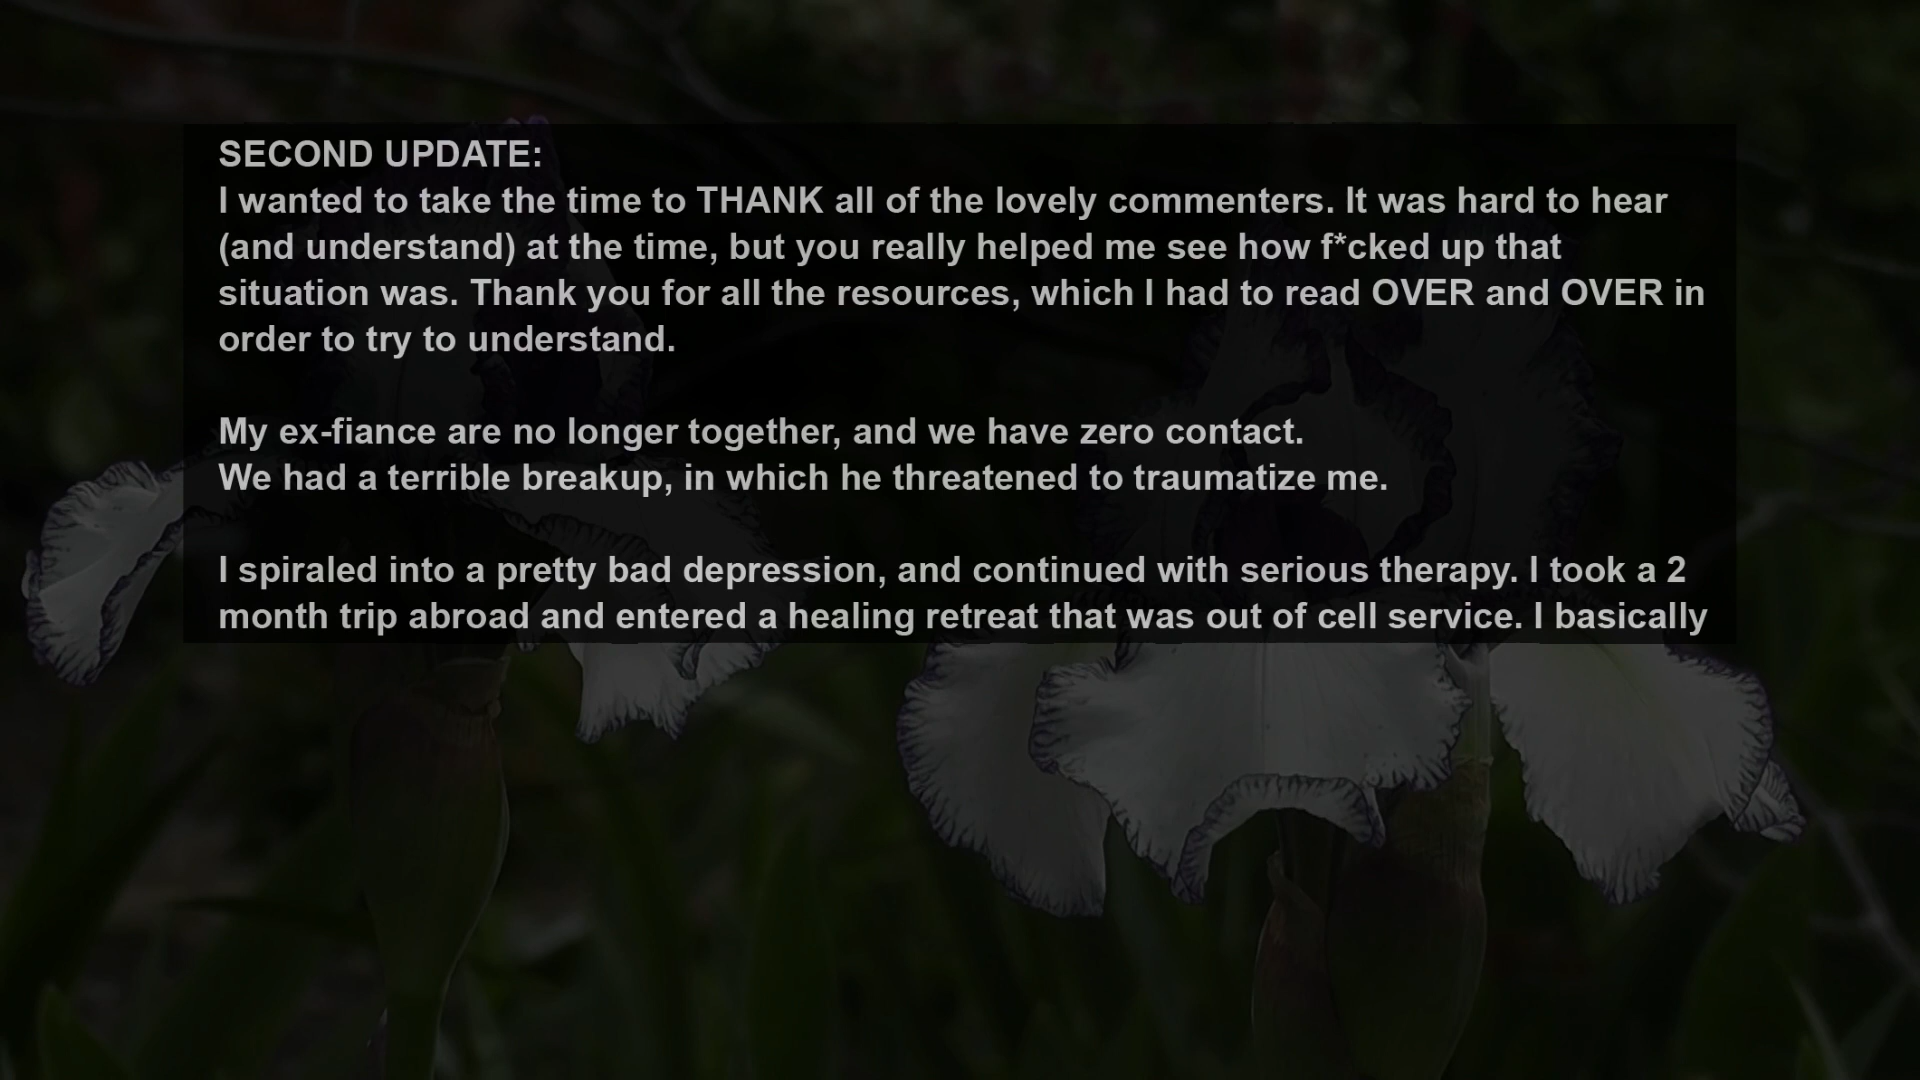 SECOND UPDATE:
I wanted to take the time to THANK all of the lovely commenters. It was hard to hear
(and understand) at the time, but you really helped me see how f*cked up that
situation was. Thank you for all the resources, which I had to read OVER and OVER in
order to try to understand.
My ex-fiance are no longer together, and we have zero contact.
We had a terrible breakup, in which he threatened to traumatize me.
I spiraled into a pretty bad depression, and continued with serious therapy. I took a 2
month trip abroad and entered a healing retreat that was out of cell service. I basically